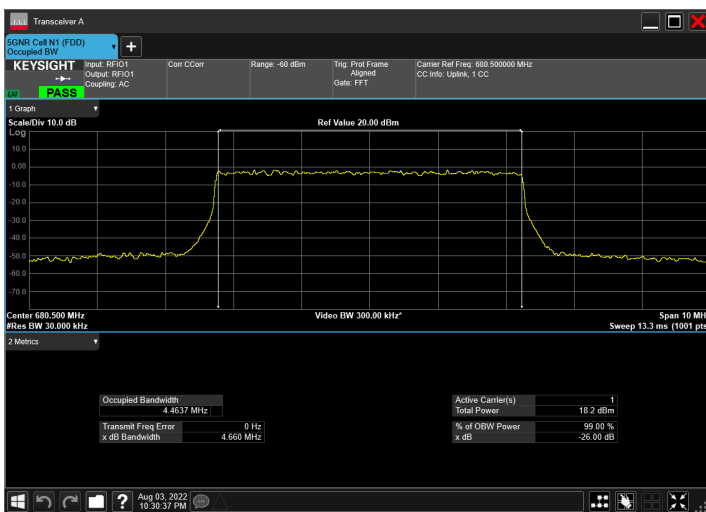 Transceiver A
5GNR Cell N1 (FDD)
Occupied BW
+
KEYSIGHT
LXI
PASS
Input: RFIO1
Output: RFIO1
Coupling: AC
Corr CCorr
Range: -60 dBm
Trig: Prot Frame
Aligned
Gate: FFT
Carrier Ref Freq: 680.500000 MHz
CC Info: Uplink, 1 CC
1 Graph
Scale/Div 10.0 dB
Ref Value 20.00 dBm
Log
10.0
0.00
-10.0
-20.0
-30.0
-40.0
-50.0
-60.0
-70.0
Center 680.500 MHz
Video BW 300.00 kHz*
Span 10 MH
#Res BW 30.000 kHz
Sweep 13.3 ms (1001 pts
2 Metrics
Occupied Bandwidth
4.4637 MHz
Transmit Freq Error 0 Hz
x dB Bandwidth 4.660 MHz
Active Carrier(s) 1
Total Power 18.2 dBm
% of OBW Power 99.00 %
x dB -26.00 dB
?
Aug 03, 2022
10:30:37 PM